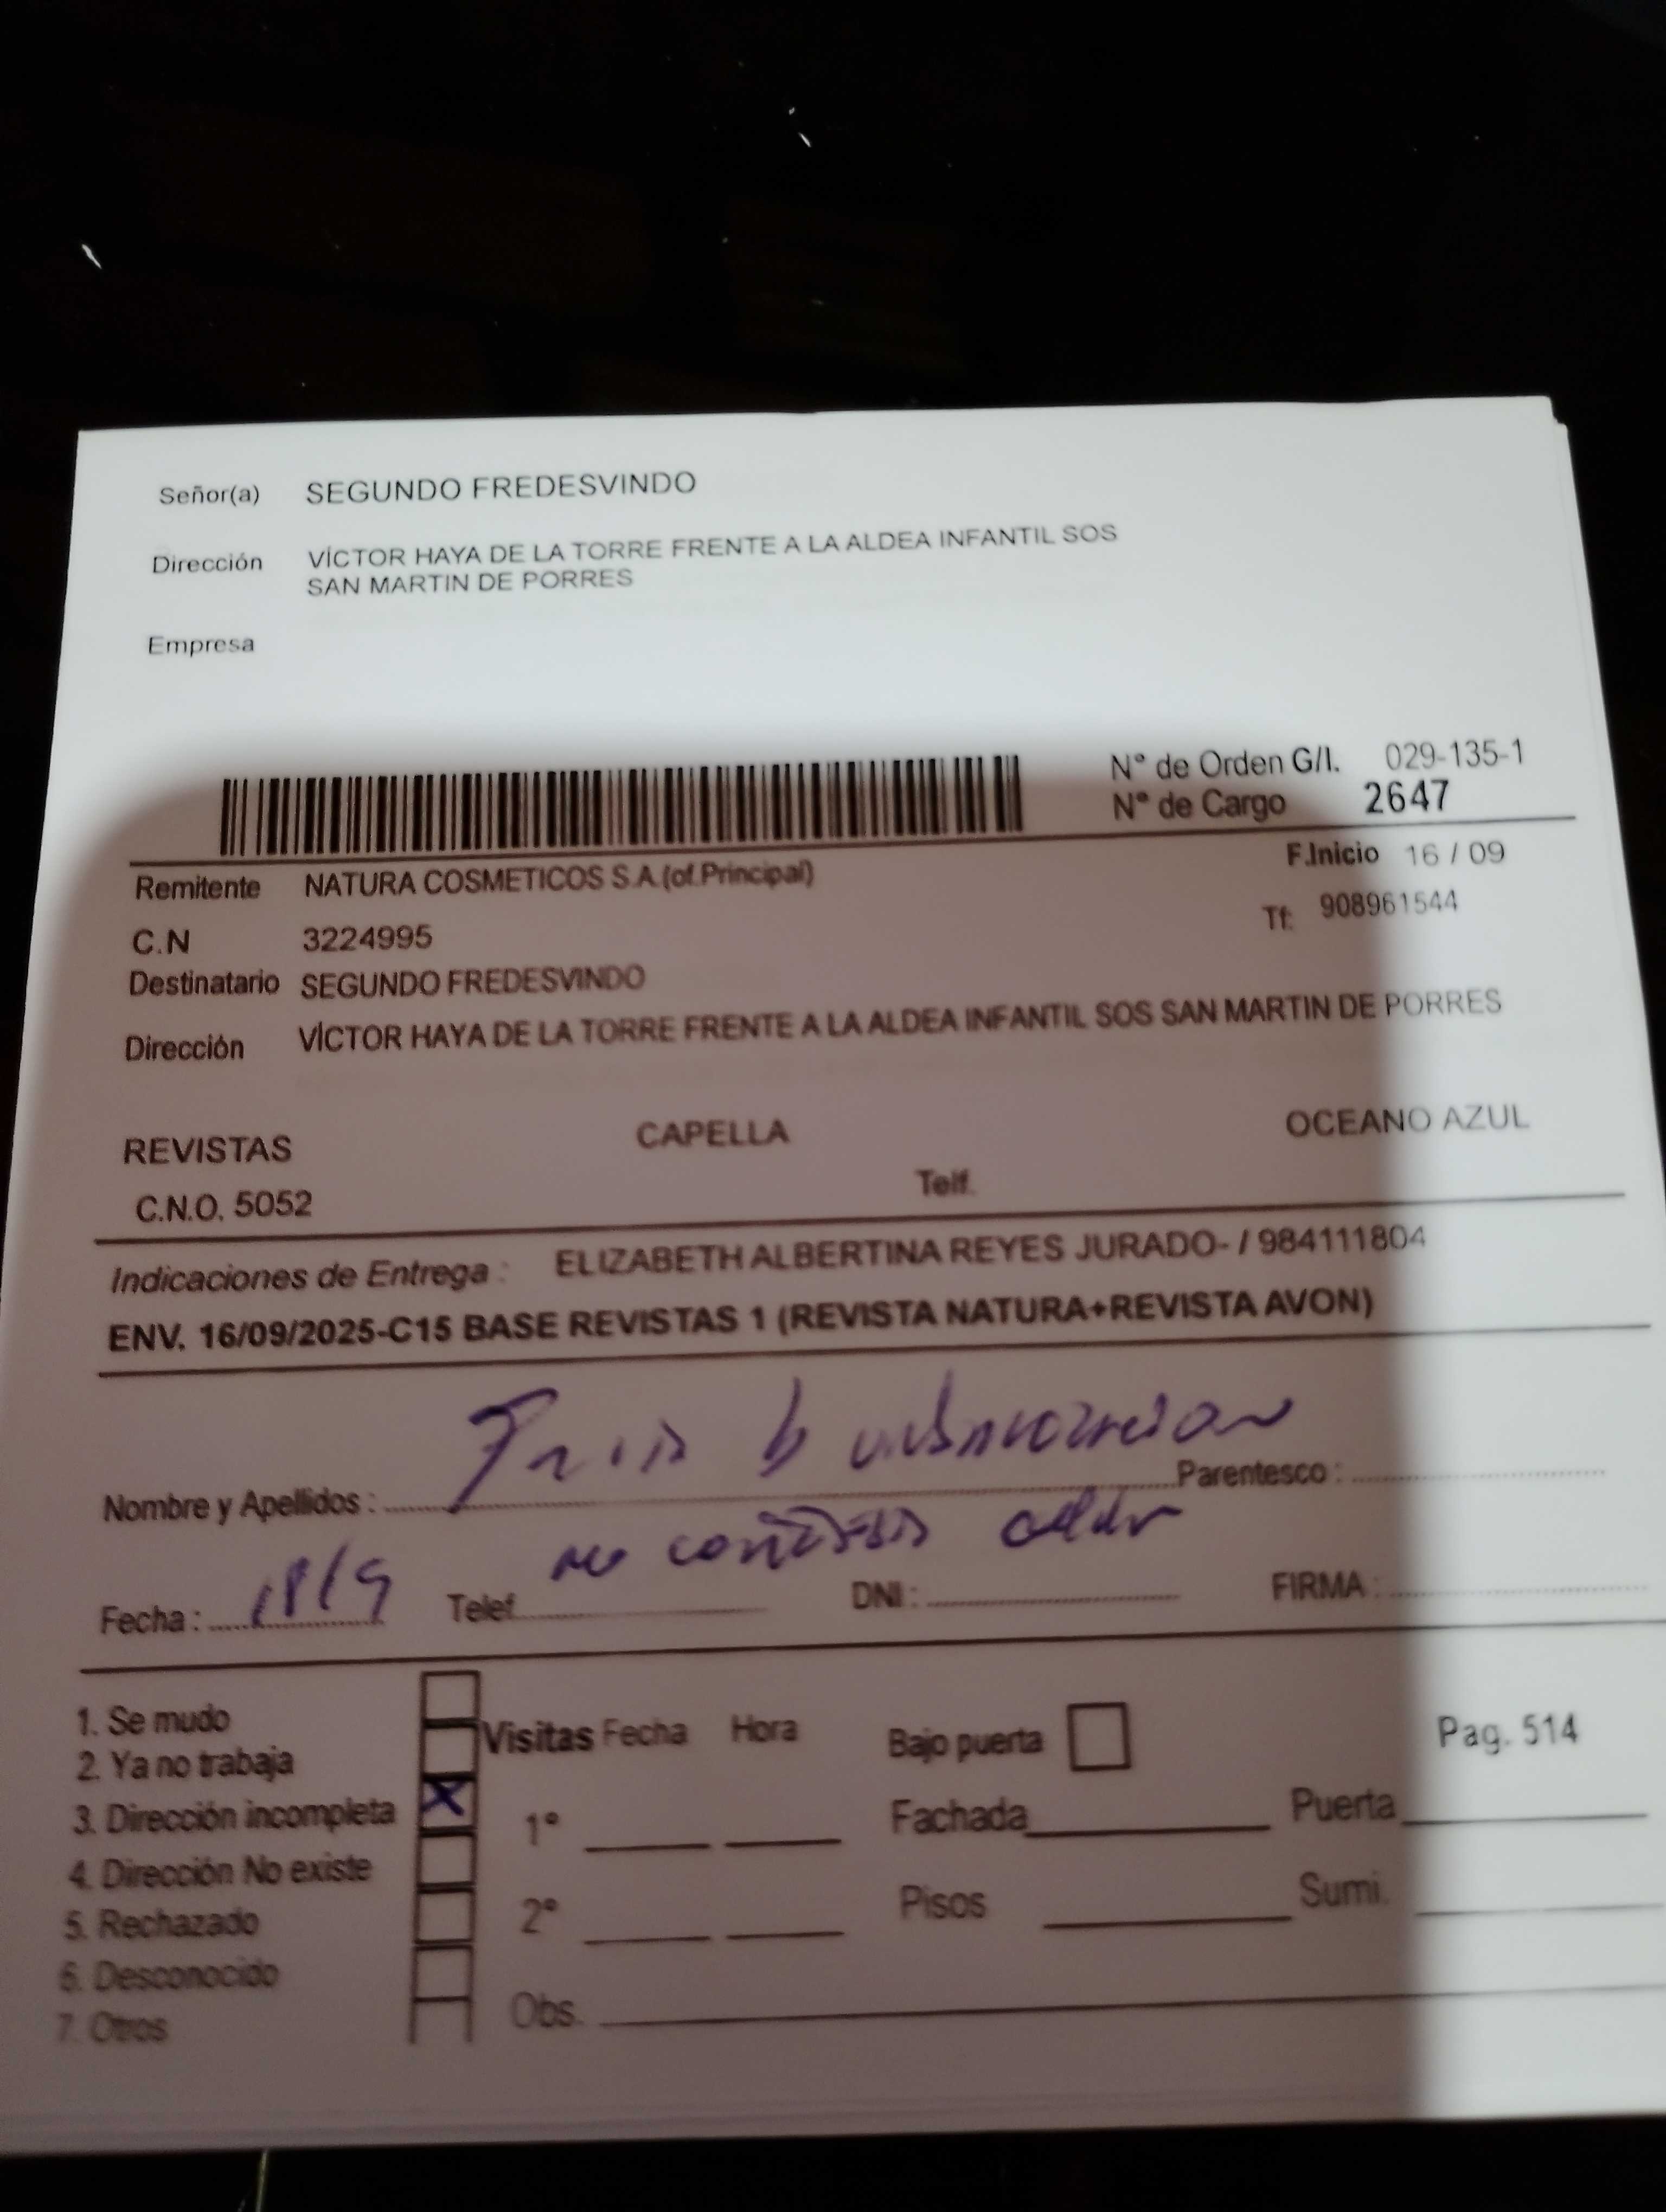 Señor(a) SEGUNDO FREDESVINDO
Dirección VÍCTOR HAYA DE LA TORRE FRENTE A LA ALDEA INFANTIL SOS
SAN MARTIN DE PORRES
Empresa
N° de Orden G/I. 029-135-1
N° de Cargo 2647
Remitente NATURA COSMETICOS S.A.(of.Principal) F.Inicio 16 / 09
C.N 3224995 Tf: 908961544
Destinatario SEGUNDO FREDESVINDO
Dirección VÍCTOR HAYA DE LA TORRE FRENTE A LA ALDEA INFANTIL SOS SAN MARTIN DE PORRES
REVISTAS CAPELLA OCEANO AZUL
C.N.O. 5052 Telf.
Indicaciones de Entrega : ELIZABETH ALBERTINA REYES JURADO- / 984111804
ENV. 16/09/2025-C15 BASE REVISTAS 1 (REVISTA NATURA+REVISTA AVON)
Nombre y Apellidos : Parentesco :
no
Fecha : 18/9 Telef. DNI : FIRMA :
1. Se mudo
2. Ya no trabaja Visitas Fecha Hora Bajo puerta Pag. 514
3. Dirección incompleta X 1° Fachada Puerta
4. Dirección No existe
5. Rechazado 2° Pisos Sumi.
6. Desconocido
7. Otros Obs.